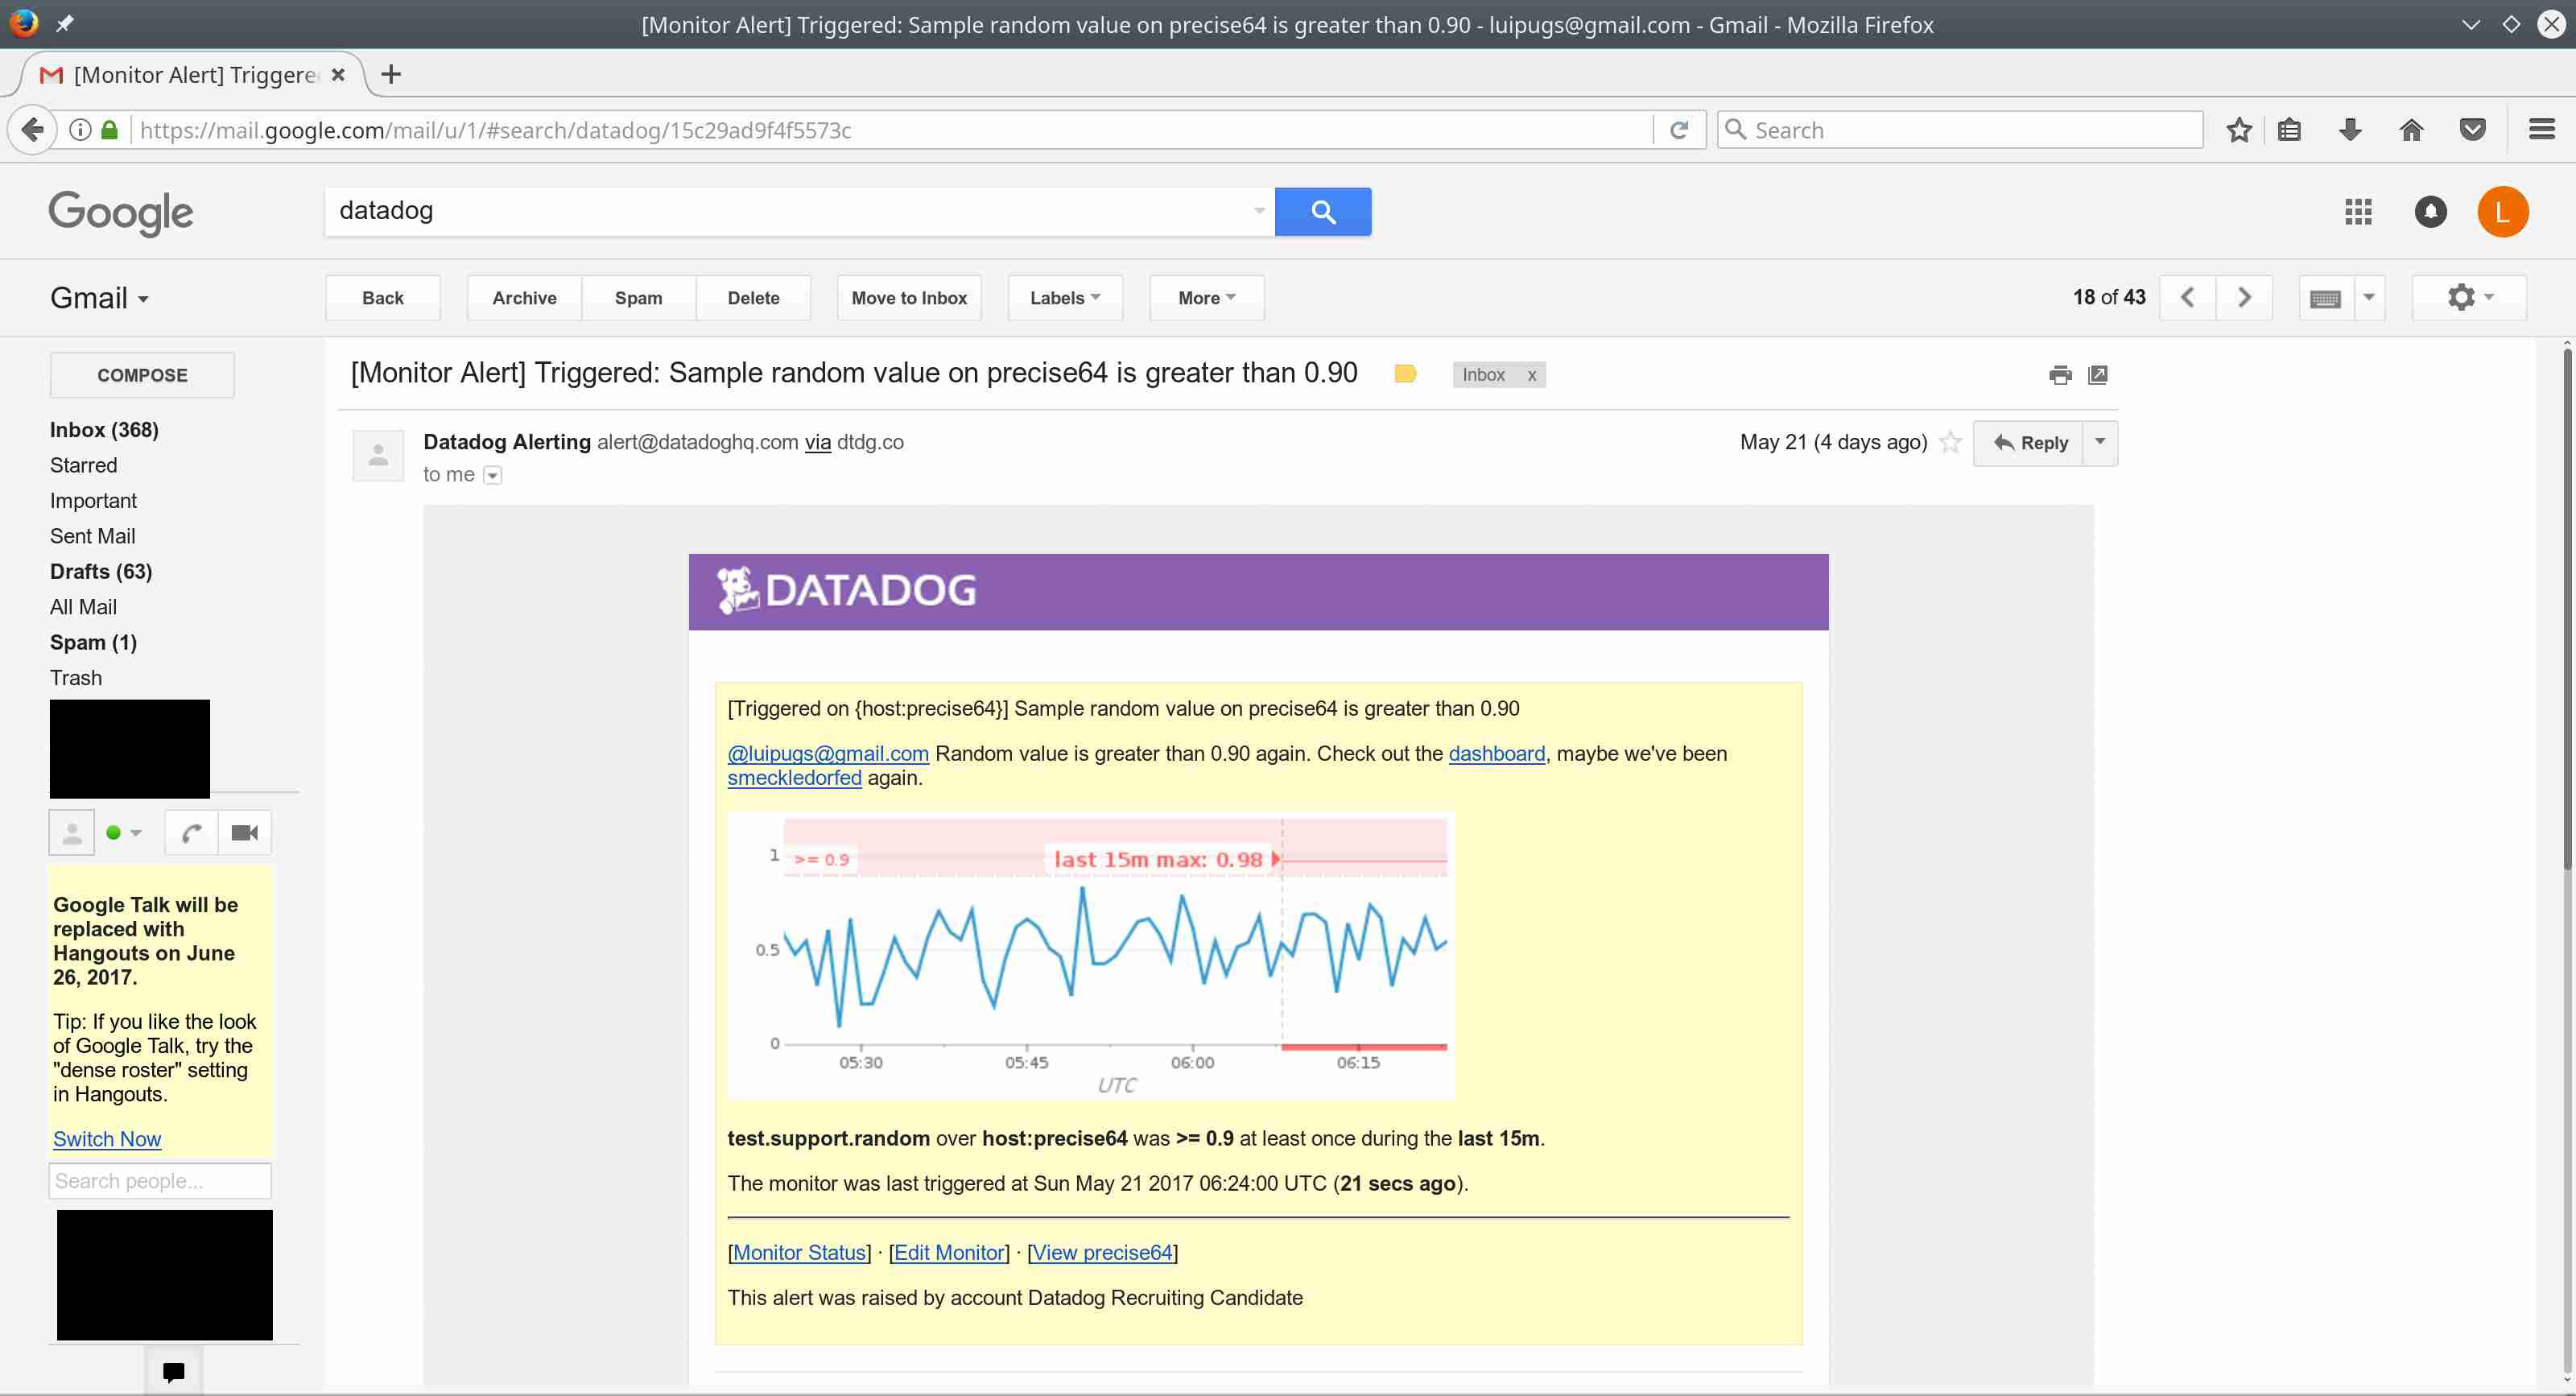 [Monitor Alert] Triggered: Sample random value on precise64 is greater than 0.90 - luipugs@gmail.com - Gmail - Mozilla Firefox
[Monitor Alert] Triggere
https://mail.google.com/mail/u/1/#search/datadog/15c29ad9f4f5573c
Search
Google
datadog
L
Gmail
Back
Archive
Spam
Delete
Move to Inbox
Labels
More
18 of 43
COMPOSE
Inbox (368)
Starred
Important
Sent Mail
Drafts (63)
All Mail
Spam (1)
Trash
Google Talk will be
replaced with
Hangouts on June
26, 2017.
Tip: If you like the look
of Google Talk, try the
"dense roster" setting
in Hangouts.
Switch Now
Search people...
[Monitor Alert] Triggered: Sample random value on precise64 is greater than 0.90
Inbox x
Datadog Alerting alert@datadoghq.com via dtdg.co
May 21 (4 days ago)
Reply
to me
DATADOG
[Triggered on {host:precise64}] Sample random value on precise64 is greater than 0.90
@luipugs@gmail.com Random value is greater than 0.90 again. Check out the dashboard, maybe we've been
smeckledorfed again.
1
>= 0.9
last 15m max: 0.98
0.5
0
05:30
05:45
06:00
06:15
UTC
test.support.random over host:precise64 was >= 0.9 at least once during the last 15m.
The monitor was last triggered at Sun May 21 2017 06:24:00 UTC (21 secs ago).
[Monitor Status] · [Edit Monitor] · [View precise64]
This alert was raised by account Datadog Recruiting Candidate